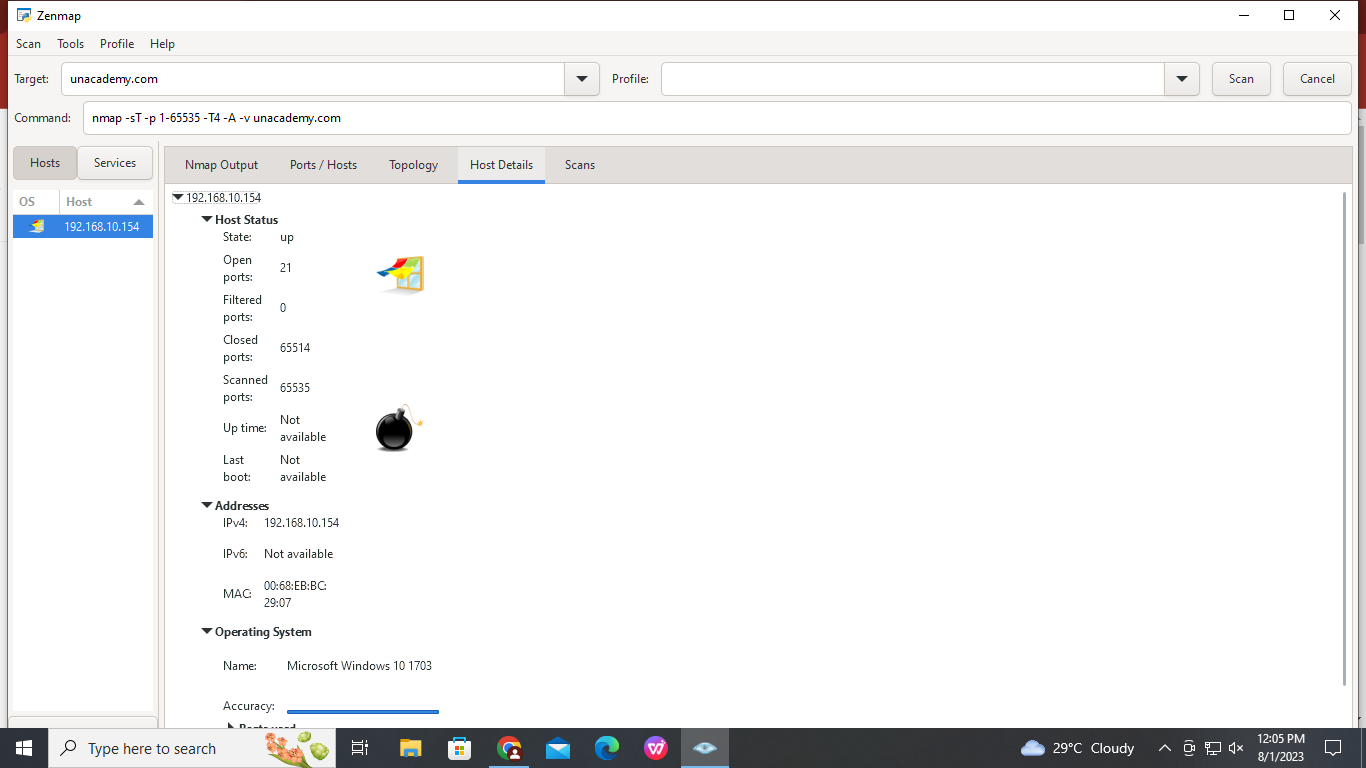 Zenmap
Scan Tools Profile Help
Target: unacademy.com Profile: Scan Cancel
Command: nmap -sT -p 1-65535 -T4 -A -v unacademy.com
Hosts Services
Nmap Output Ports / Hosts Topology Host Details Scans
OS Host
192.168.10.154
192.168.10.154
Host Status
State: up
Open
ports: 21
Filtered
ports: 0
Closed
ports: 65514
Scanned
ports: 65535
Up time: Not
available
Last
boot: Not
available
Addresses
IPv4: 192.168.10.154
IPv6: Not available
MAC: 00:68:EB:BC:
29:07
Operating System
Name: Microsoft Windows 10 1703
Accuracy:
Ports used
Type here to search
29°C Cloudy
12:05 PM
8/1/2023